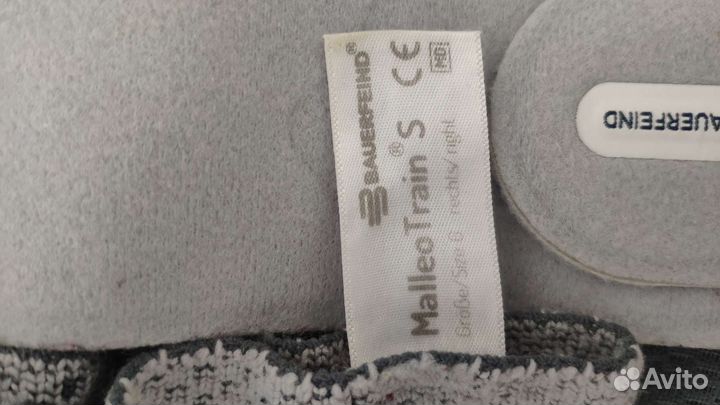 BAUERFEIND®
CE MD
MalleoTrain® S
Größe/Size 0 rechts/right
BAUERFEIND
Avito